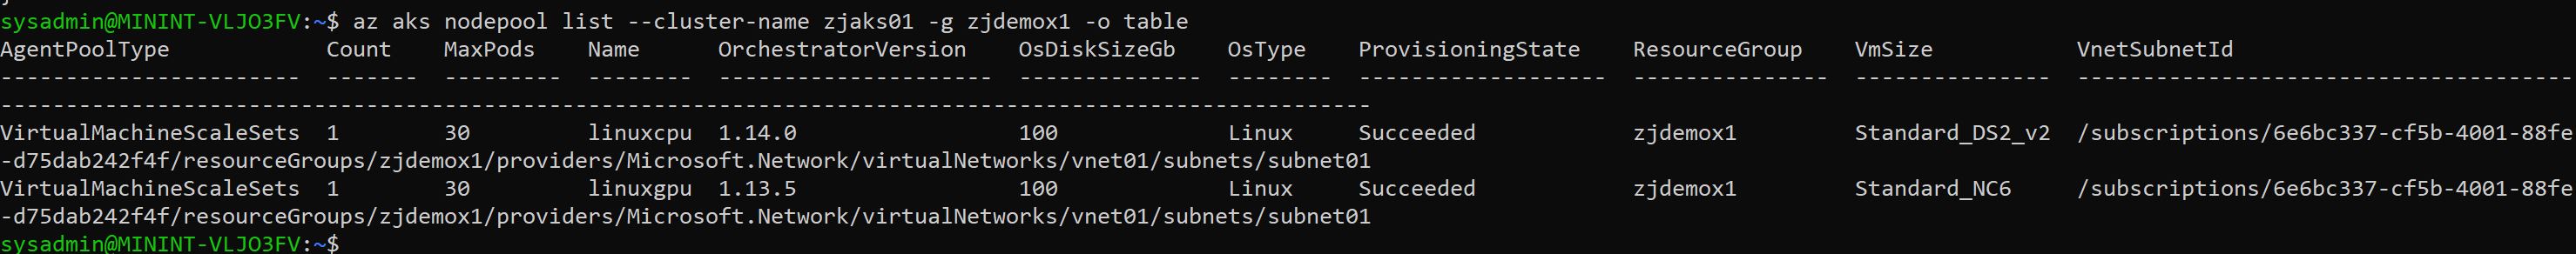 sysadmin@MININT-VLJO3FV:~$ az aks nodepool list --cluster-name zjaks01 -g zjdemox1 -o table
AgentPoolType            Count    MaxPods    Name      OrchestratorVersion    OsDiskSizeGb    OsType    ProvisioningState    ResourceGroup    VmSize           VnetSubnetId
-----------------------  -------  ---------  --------  ---------------------  --------------  --------  -------------------  ---------------  ---------------  --------------------------------------
---------------------------------------------------------------------------------------------------------
VirtualMachineScaleSets  1        30         linuxcpu  1.14.0                 100             Linux     Succeeded            zjdemox1         Standard_DS2_v2  /subscriptions/6e6bc337-cf5b-4001-88fe
-d75dab242f4f/resourceGroups/zjdemox1/providers/Microsoft.Network/virtualNetworks/vnet01/subnets/subnet01
VirtualMachineScaleSets  1        30         linuxgpu  1.13.5                 100             Linux     Succeeded            zjdemox1         Standard_NC6     /subscriptions/6e6bc337-cf5b-4001-88fe
-d75dab242f4f/resourceGroups/zjdemox1/providers/Microsoft.Network/virtualNetworks/vnet01/subnets/subnet01
sysadmin@MININT-VLJO3FV:~$